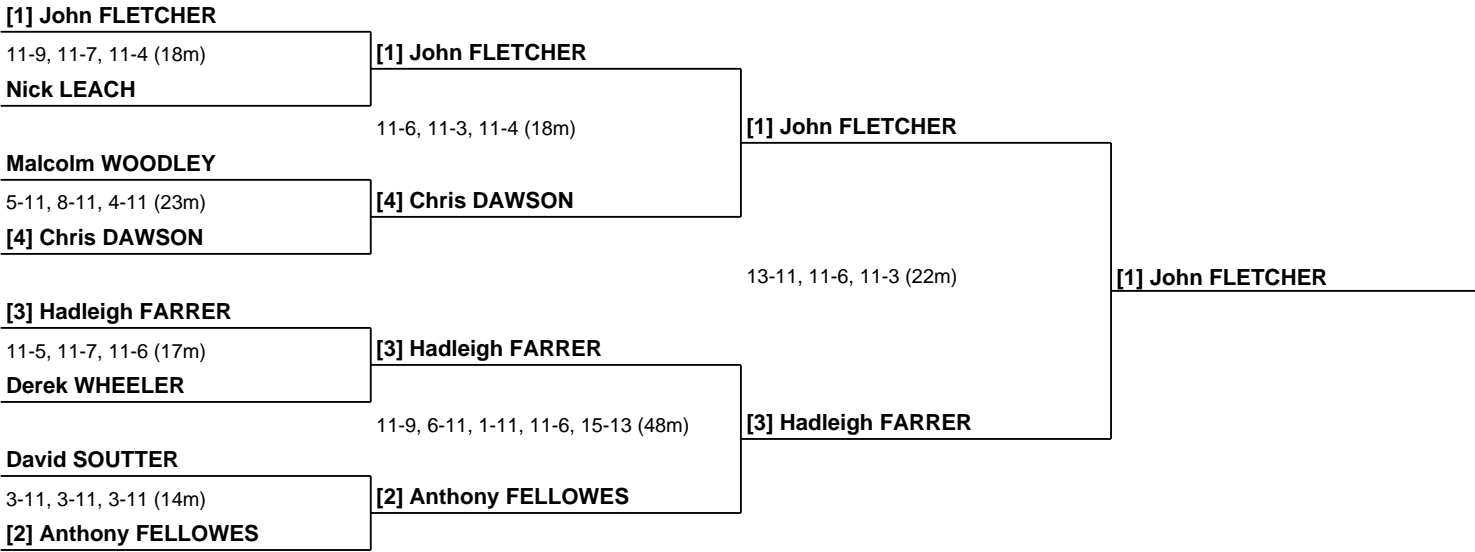 [1] John FLETCHER
11-9, 11-7, 11-4 (18m)
Nick LEACH
Malcolm WOODLEY
5-11, 8-11, 4-11 (23m)
[4] Chris DAWSON
[3] Hadleigh FARRER
11-5, 11-7, 11-6 (17m)
Derek WHEELER
David SOUTTER
3-11, 3-11, 3-11 (14m)
[2] Anthony FELLOWES
[1] John FLETCHER
11-6, 11-3, 11-4 (18m)
[4] Chris DAWSON
[3] Hadleigh FARRER
11-9, 6-11, 1-11, 11-6, 15-13 (48m)
[2] Anthony FELLOWES
[1] John FLETCHER
13-11, 11-6, 11-3 (22m)
[3] Hadleigh FARRER
[1] John FLETCHER